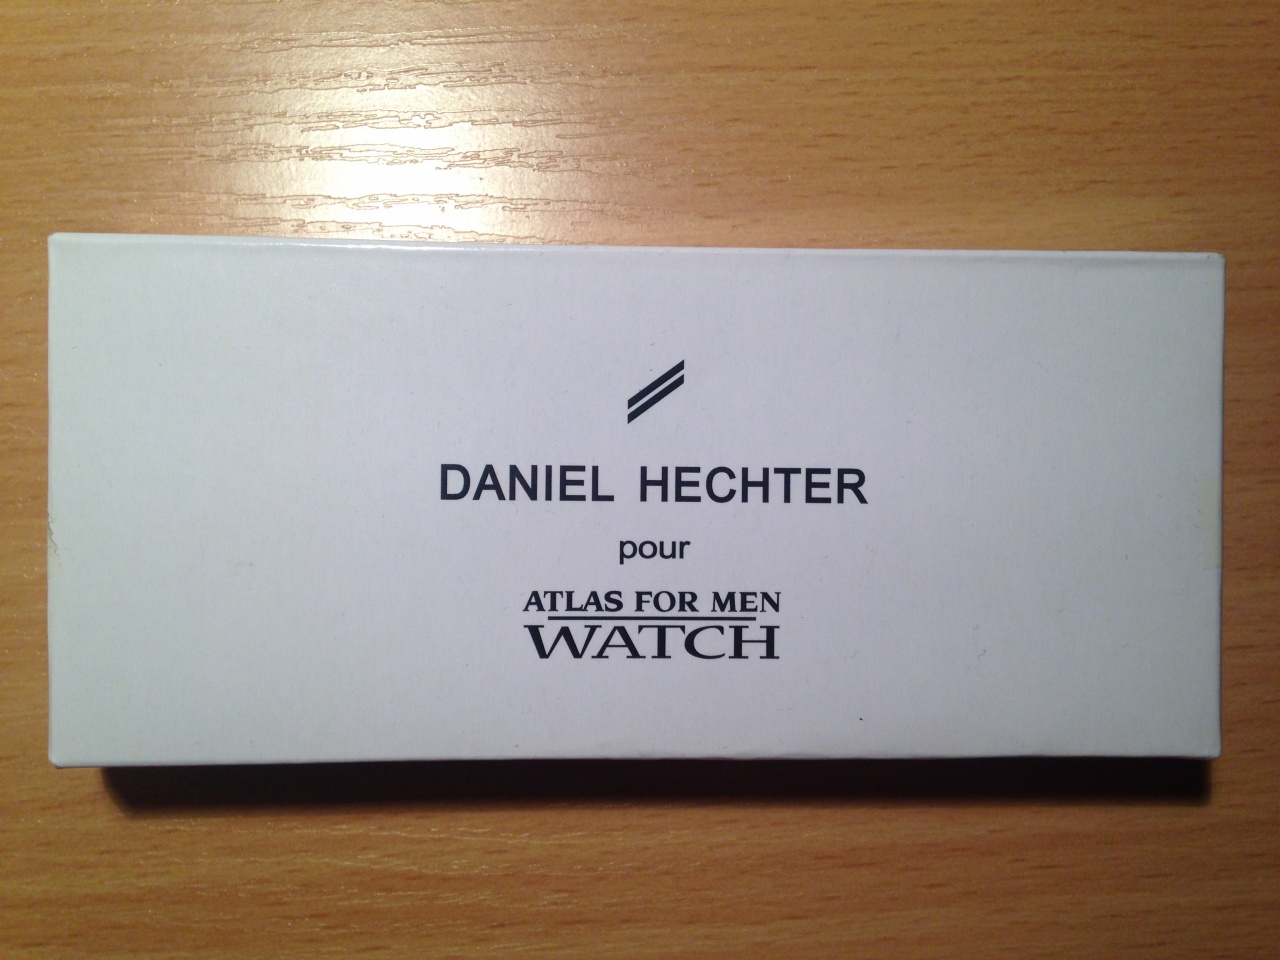 DANIEL HECHTER
pour
ATLAS FOR MEN
WATCH